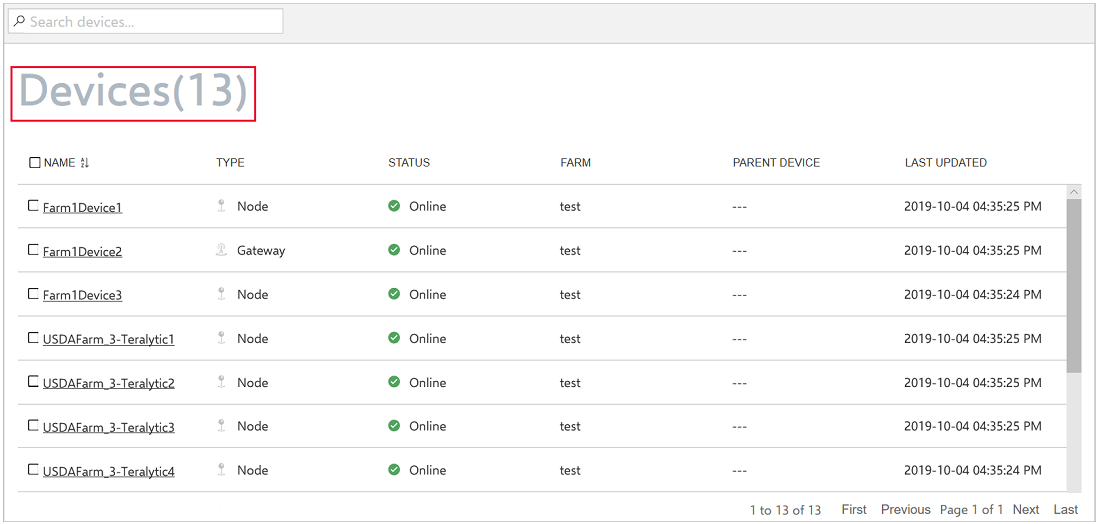 Search devices...
Devices(13)
NAME TYPE STATUS FARM PARENT DEVICE LAST UPDATED
Farm1Device1 Node Online test --- 2019-10-04 04:35:25 PM
Farm1Device2 Gateway Online test --- 2019-10-04 04:35:25 PM
Farm1Device3 Node Online test --- 2019-10-04 04:35:24 PM
USDAFarm_3-Teralytic1 Node Online test --- 2019-10-04 04:35:25 PM
USDAFarm_3-Teralytic2 Node Online test --- 2019-10-04 04:35:25 PM
USDAFarm_3-Teralytic3 Node Online test --- 2019-10-04 04:35:25 PM
USDAFarm_3-Teralytic4 Node Online test --- 2019-10-04 04:35:24 PM
1 to 13 of 13 First Previous Page 1 of 1 Next Last